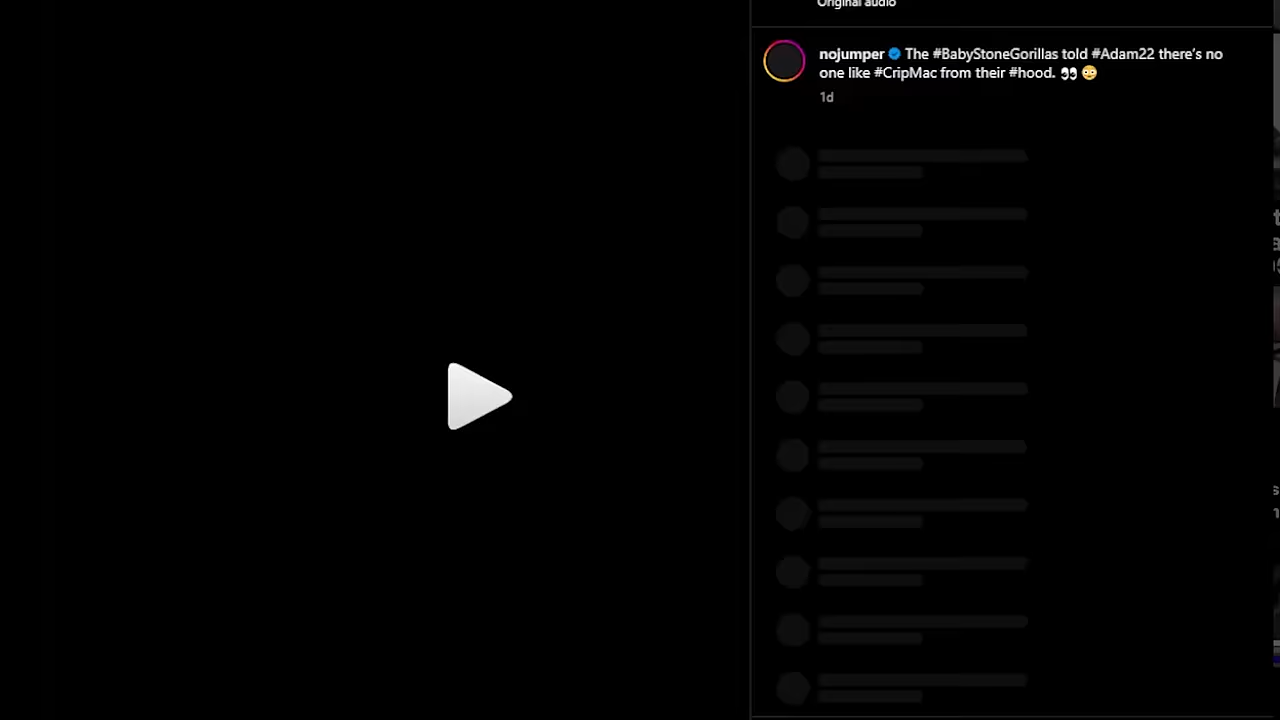 Original audio
nojumper The #BabyStoneGorillas told #Adam22 there's no
one like #CripMac from their #hood. 👀 😳
1d